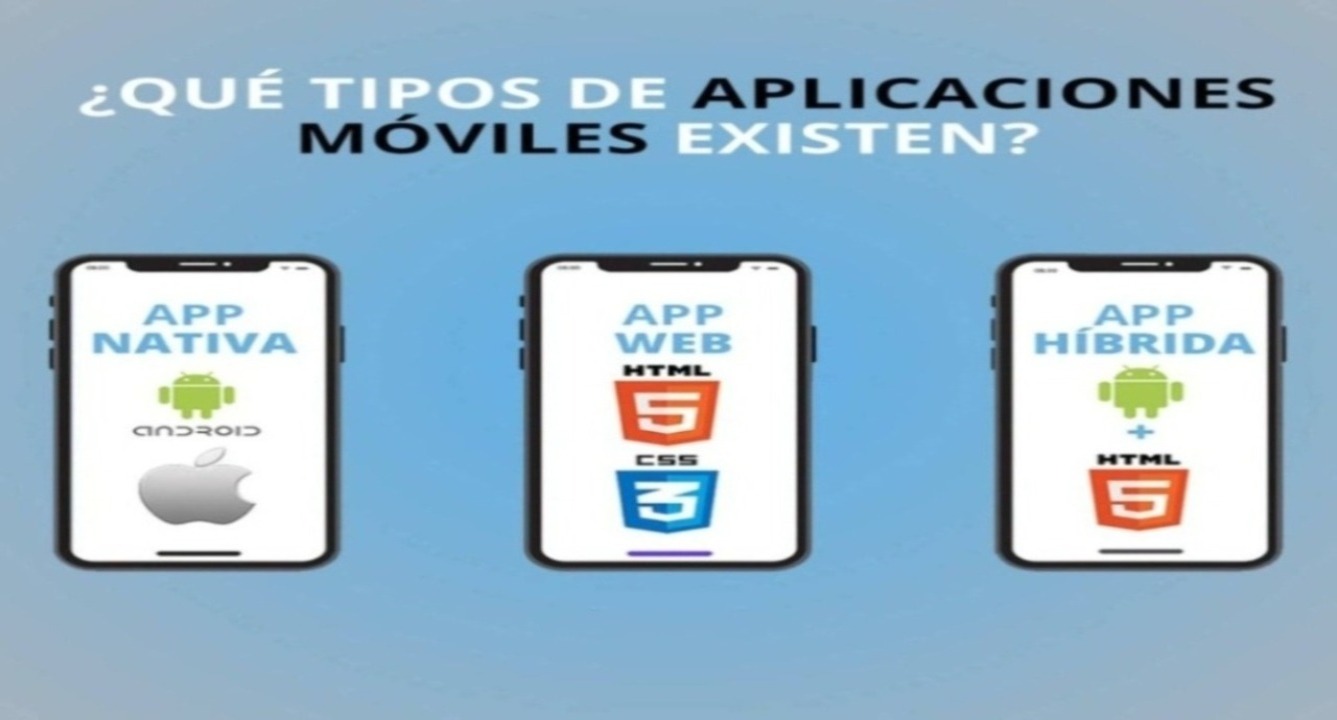 ¿QUÉ TIPOS DE APLICACIONES
MÓVILES EXISTEN?
APP
NATIVA
ANDROID
APP
WEB
HTML
5
CSS
3
APP
HÍBRIDA
+
HTML
5